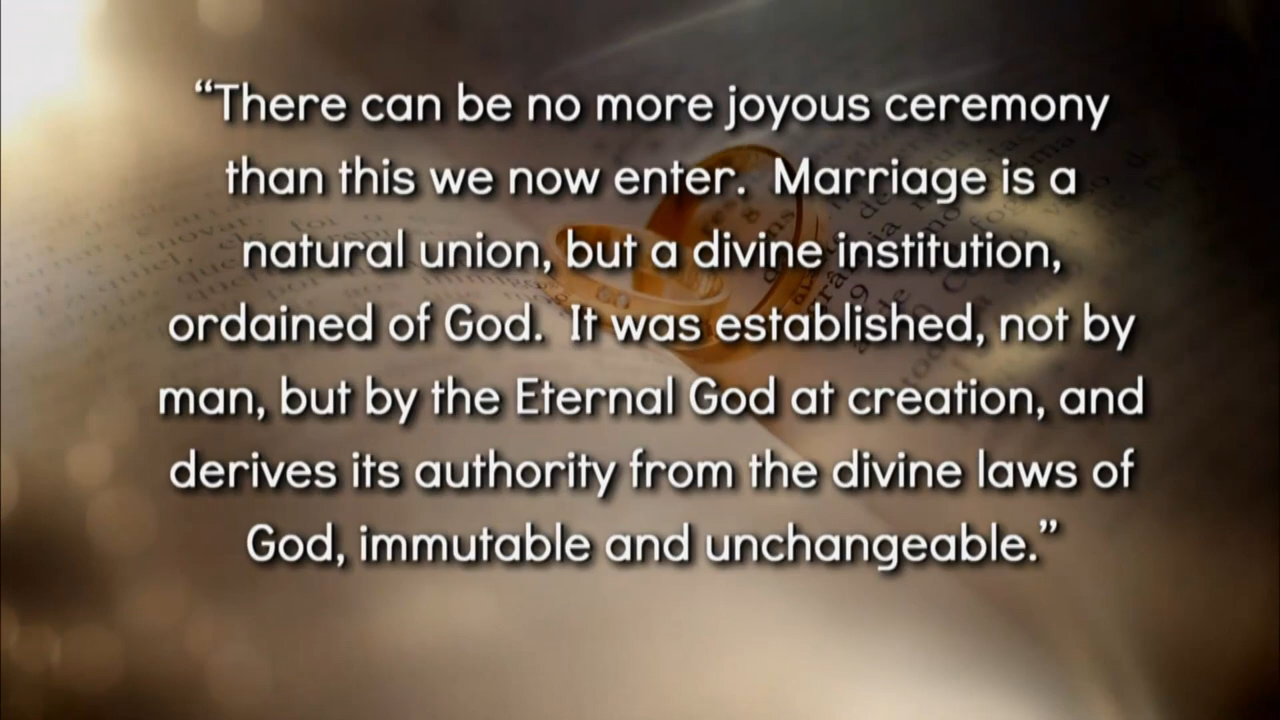 “There can be no more joyous ceremony
than this we now enter.  Marriage is a
natural union, but a divine institution,
ordained of God.  It was established, not by
man, but by the Eternal God at creation, and
derives its authority from the divine laws of
God, immutable and unchangeable.”